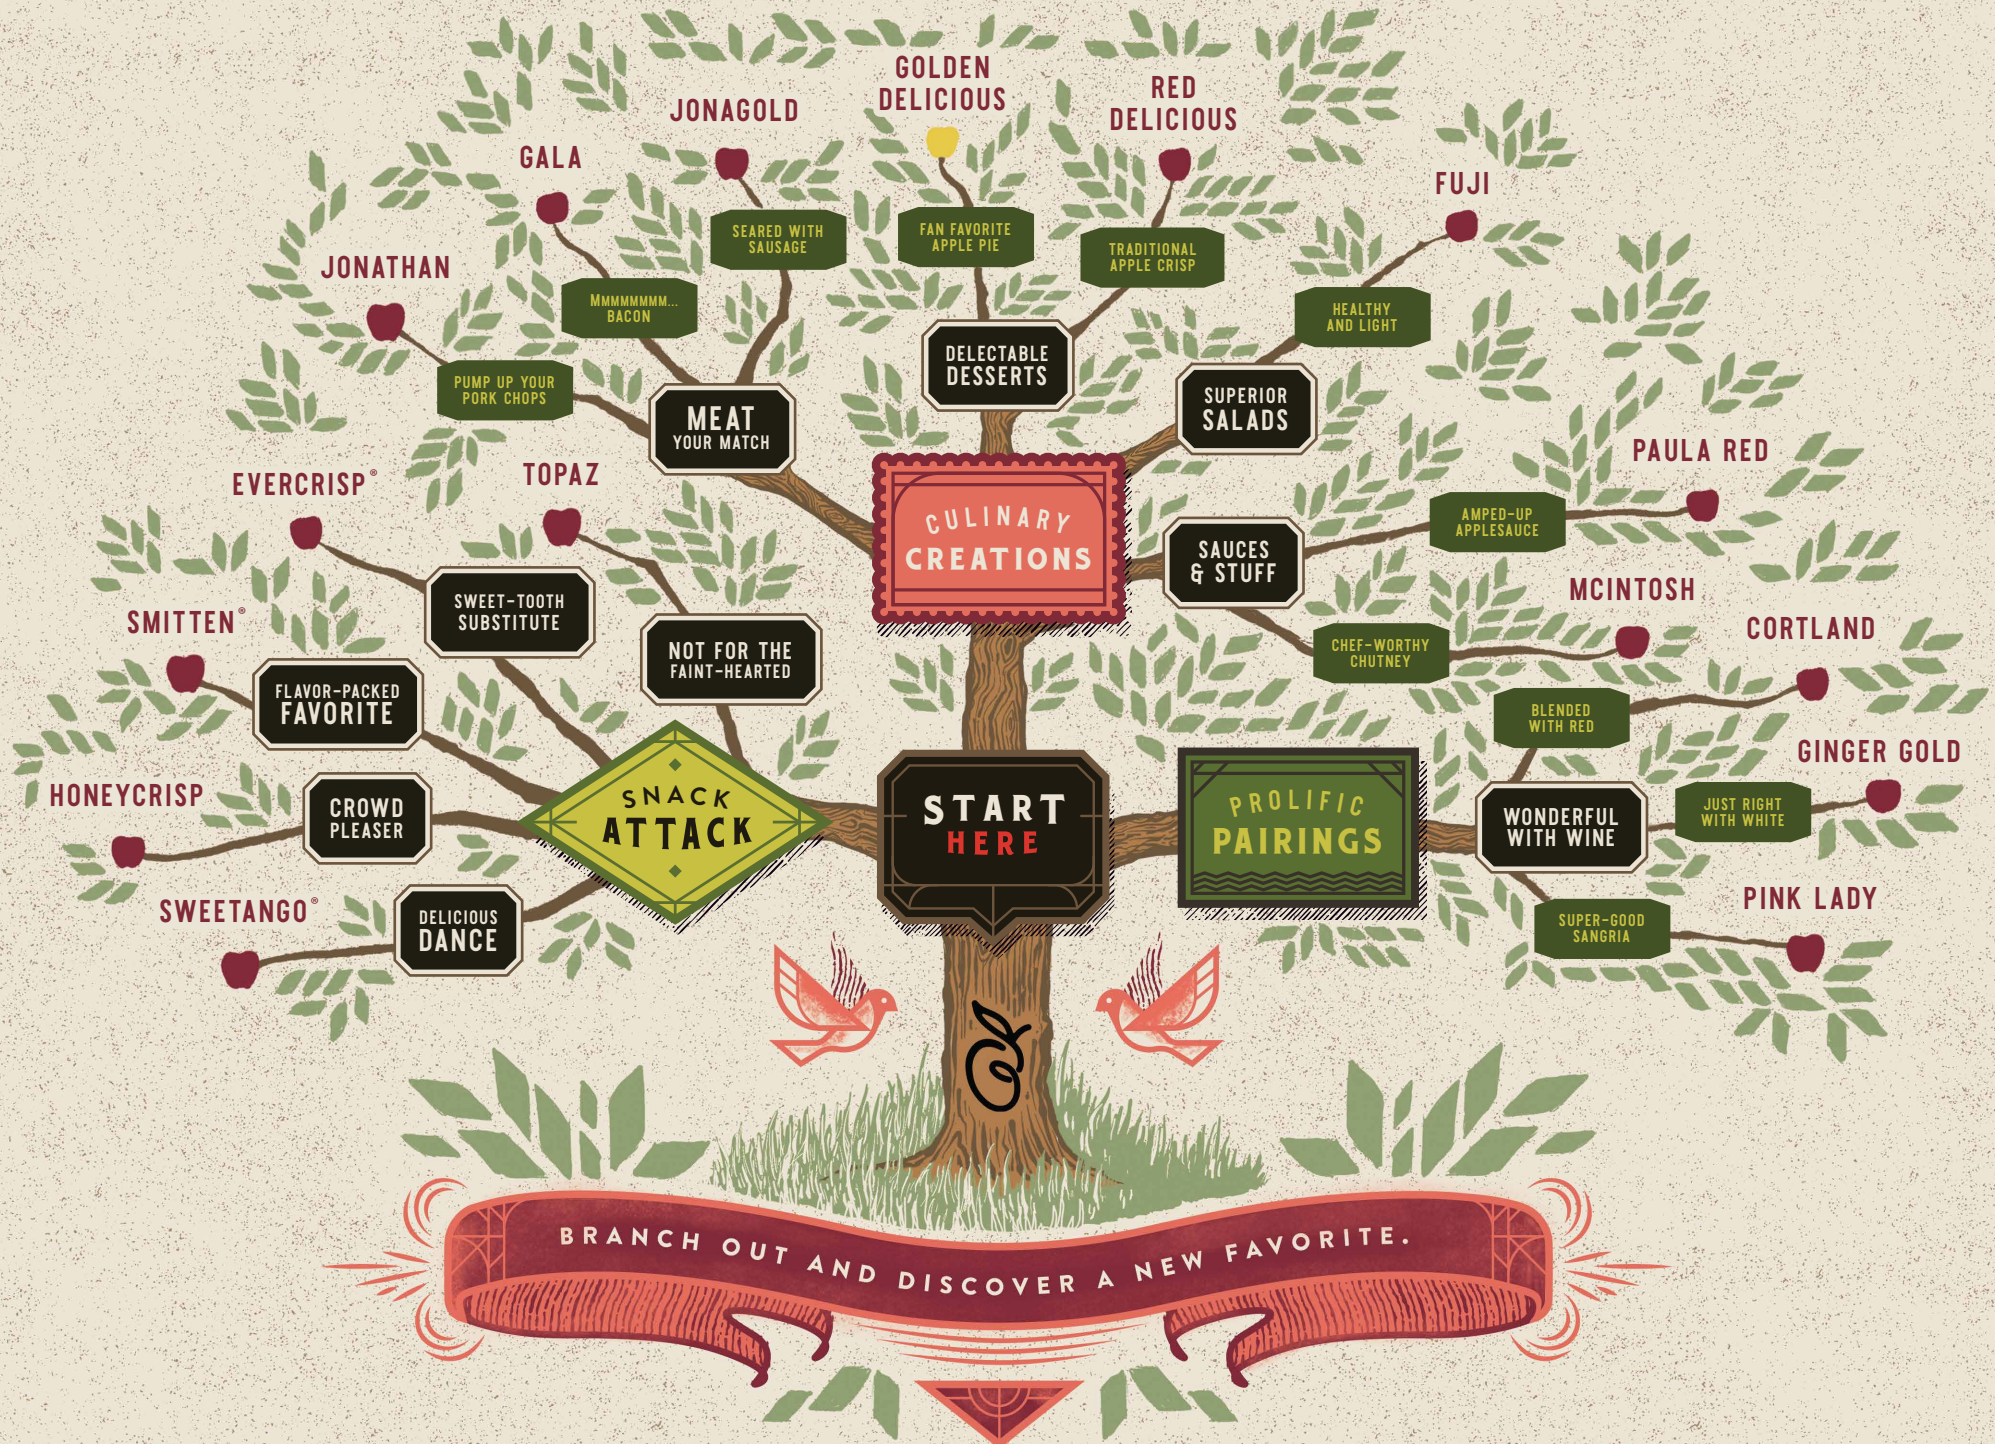 GOLDEN
DELICIOUS
RED
DELICIOUS
JONAGOLD
GALA
FUJI
JONATHAN
SEARED WITH
SAUSAGE
FAN FAVORITE
APPLE PIE
TRADITIONAL
APPLE CRISP
MMMMMMMM...
BACON
HEALTHY
AND LIGHT
PUMP UP YOUR
PORK CHOPS
DELECTABLE
DESSERTS
SUPERIOR
SALADS
MEAT
YOUR MATCH
PAULA RED
EVERCRISP®
TOPAZ
AMPED-UP
APPLESAUCE
CULINARY
CREATIONS
SAUCES
& STUFF
MCINTOSH
SWEET-TOOTH
SUBSTITUTE
SMITTEN®
CORTLAND
NOT FOR THE
FAINT-HEARTED
CHEF-WORTHY
CHUTNEY
FLAVOR-PACKED
FAVORITE
BLENDED
WITH RED
GINGER GOLD
HONEYCRISP
CROWD
PLEASER
SNACK
ATTACK
START
HERE
PROLIFIC
PAIRINGS
WONDERFUL
WITH WINE
JUST RIGHT
WITH WHITE
SWEETANGO®
DELICIOUS
DANCE
SUPER-GOOD
SANGRIA
PINK LADY
BRANCH OUT AND DISCOVER A NEW FAVORITE.